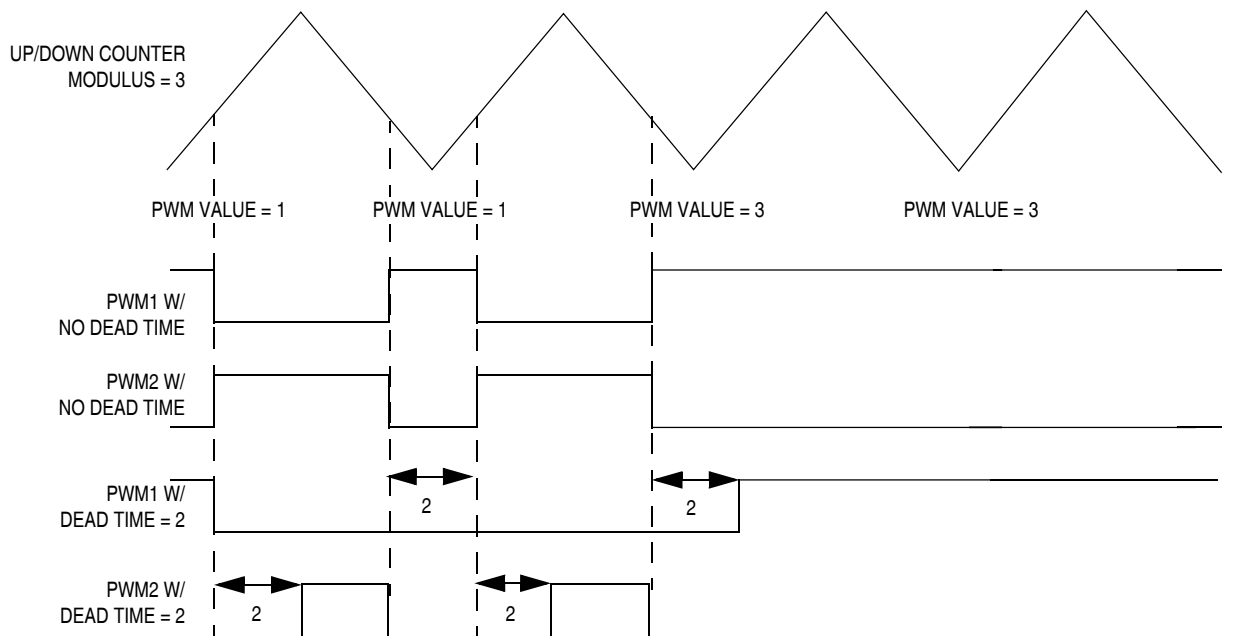 UP/DOWN COUNTER
MODULUS = 3
PWM VALUE = 1
PWM VALUE = 1
PWM VALUE = 3
PWM VALUE = 3
PWM1 W/
NO DEAD TIME
PWM2 W/
NO DEAD TIME
PWM1 W/
DEAD TIME = 2
2
2
PWM2 W/
DEAD TIME = 2
2
2